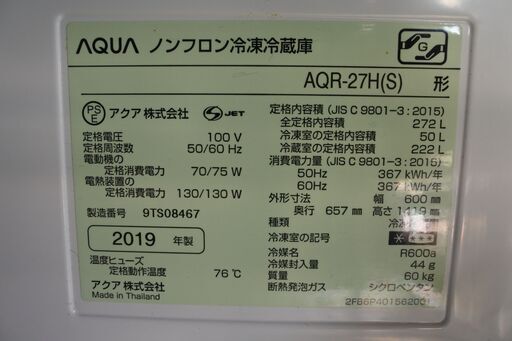 AQUA ノンフロン冷凍冷蔵庫
G
AQR-27H(S) 形
PS E アクア株式会社 S JET
定格電圧 100 V
定格周波数 50/60 Hz
電動機の
定格消費電力 70/75 W
電熱装置の
定格消費電力 130/130 W
製造番号 9TS08467
2019 年製
温度ヒューズ
定格動作温度 76℃
アクア株式会社
Made in Thailand
定格内容積 (JIS C 9801-3:2015)
全定格内容積 272 L
冷凍室の定格内容積 50 L
冷蔵室の定格内容積 222 L
消費電力量 (JIS C 9801-3:2015)
50Hz 367 kWh/年
60Hz 367 kWh/年
外形寸法 幅 600 mm
奥行 657 mm 高さ 1419 mm
種類 冷凍冷蔵庫
冷凍室の記号
冷媒名 R600a
冷媒封入量 44 g
質量 60 kg
断熱発泡ガス シクロペンタン